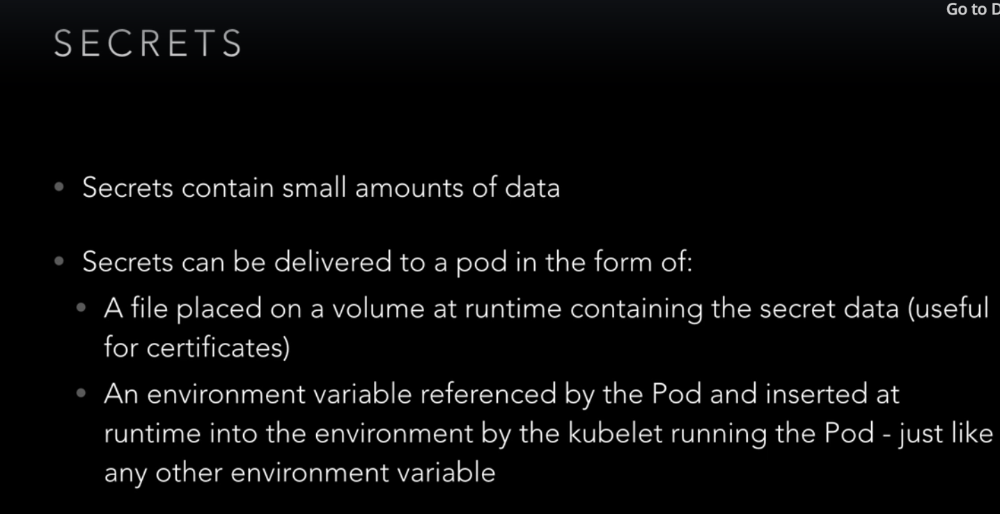 Go to D
SECRETS
• Secrets contain small amounts of data
• Secrets can be delivered to a pod in the form of:
• A file placed on a volume at runtime containing the secret data (useful
for certificates)
• An environment variable referenced by the Pod and inserted at
runtime into the environment by the kubelet running the Pod - just like
any other environment variable